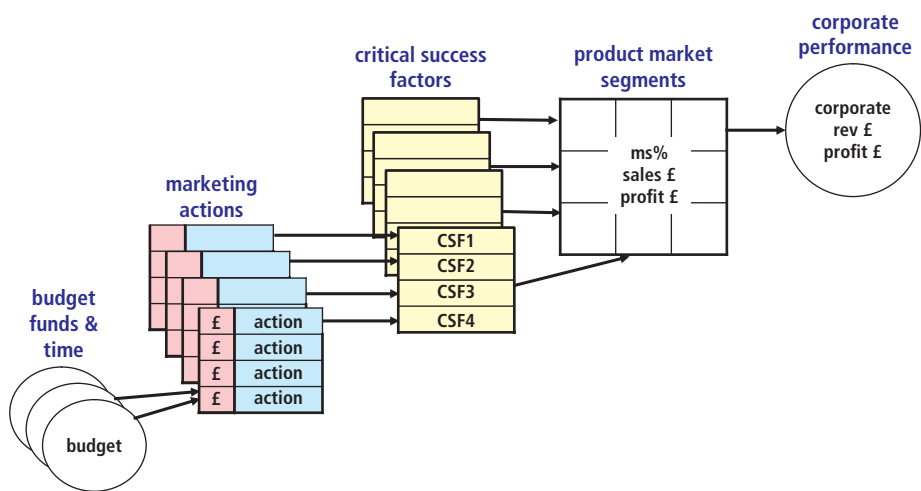 corporate
performance
critical success
factors
product market
segments
corporate
rev £
profit £
ms%
sales £
profit £
marketing
actions
CSF1
CSF2
CSF3
CSF4
budget
funds &
time
£ action
£ action
£ action
£ action
budget